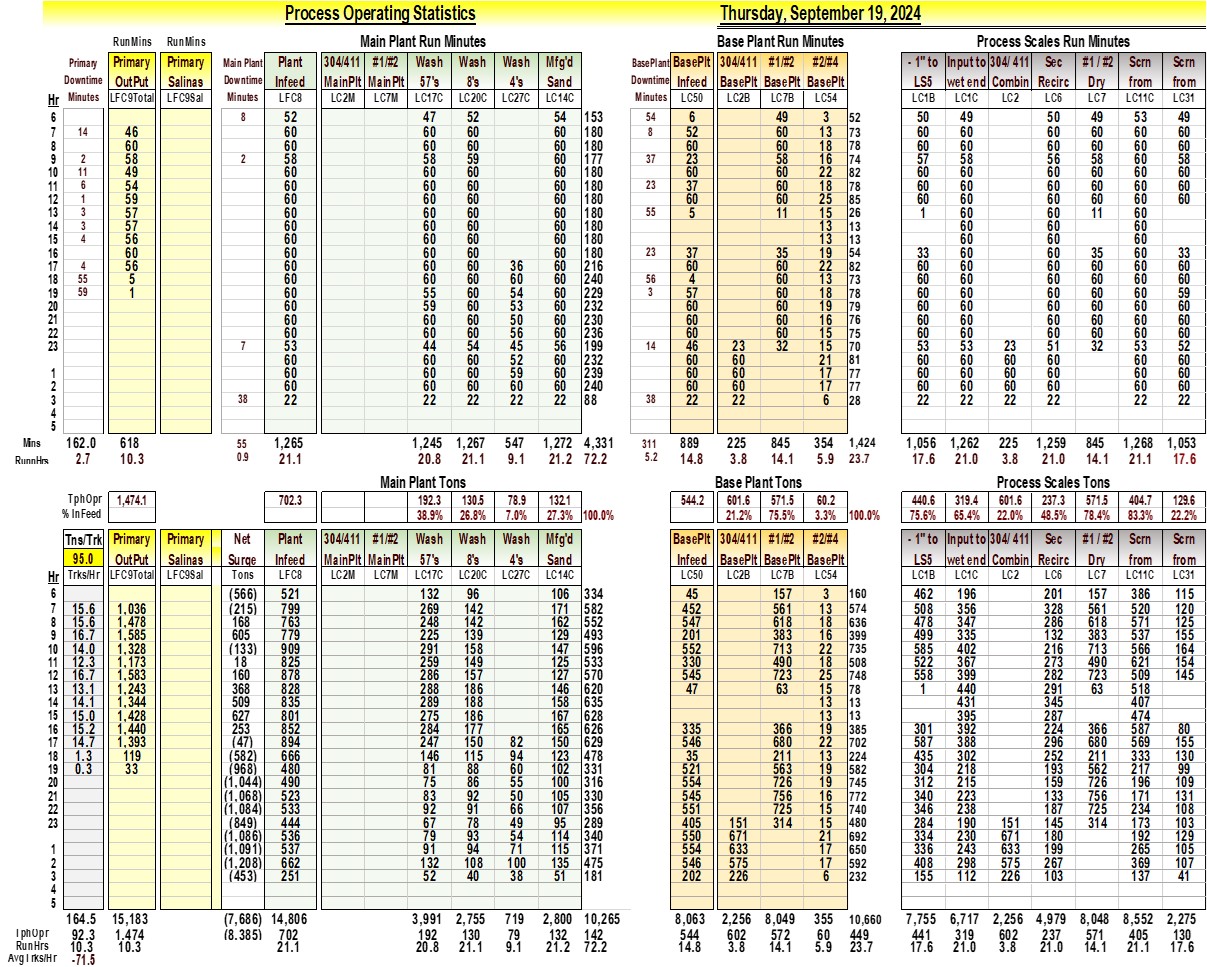 Process Operating Statistics Thursday, September 19, 2024
RunMins RunMins Main Plant Run Minutes Base Plant Run Minutes Process Scales Run Minutes
Primary Primary Primary Main Plant Plant 304/411 #1/#2 Wash Wash Wash Mfg'd BasePlant BasePlt 304/411 #1/#2 #2/#4 - 1" to Input to 304/ 411 Sec #1 / #2 Scrn Scrn
Downtime OutPut Salinas Downtime Infeed MainPlt MainPlt 57's 8's 4's Sand Downtime Infeed BasePlt BasePlt BasePlt LS5 wet end Combin Recirc Dry from from
Hr Minutes LFC9Total LFC9Sal Minutes LFC8 LC2M LC7M LC17C LC20C LC27C LC14C Minutes LC50 LC2B LC7B LC54 LC1B LC1C LC2 LC6 LC7 LC11C LC31
6 8 52 47 52 54 153 54 6 49 3 52 50 49 50 49 53 49
7 14 46 60 60 60 60 180 8 52 60 13 73 60 60 60 60 60 60
8 60 60 60 60 60 180 60 60 18 78 60 60 60 60 60 60
9 2 58 2 58 58 59 60 177 37 23 58 16 74 57 58 56 58 60 58
10 11 49 60 60 60 60 180 60 60 22 82 60 60 60 60 60 60
11 6 54 60 60 60 60 180 23 37 60 18 78 60 60 60 60 60 60
12 1 59 60 60 60 60 180 60 60 25 85 60 60 60 60 60 60
13 3 57 60 60 60 60 180 55 5 11 15 26 1 60 60 11 60
14 3 57 60 60 60 60 180 13 13 60 60 60
15 4 56 60 60 60 60 180 13 13 60 60 60
16 60 60 60 60 60 180 23 37 35 19 54 33 60 60 35 60 33
17 4 56 60 60 60 36 60 216 60 60 22 82 60 60 60 60 60 60
18 55 5 60 60 60 60 60 240 56 4 60 13 73 60 60 60 60 60 60
19 59 1 60 55 60 54 60 229 3 57 60 18 78 60 60 60 60 60 59
20 60 59 60 53 60 232 60 60 19 79 60 60 60 60 60 60
21 60 60 60 50 60 230 60 60 16 76 60 60 60 60 60 60
22 60 60 60 56 60 236 60 60 15 75 60 60 60 60 60 60
23 7 53 44 54 45 56 199 14 46 23 32 15 70 53 53 23 51 32 53 52
60 60 60 52 60 232 60 60 21 81 60 60 60 60 60 60
1 60 60 60 59 60 239 60 60 17 77 60 60 60 60 60 60
2 60 60 60 60 60 240 60 60 17 77 60 60 60 60 60 60
3 38 22 22 22 22 22 88 38 22 22 6 28 22 22 22 22 22 22
4
5
Mins 162.0 618 55 1,265 1,245 1,267 547 1,272 4,331 311 889 225 845 354 1,424 1,056 1,262 225 1,259 845 1,268 1,053
RunnHrs 2.7 10.3 0.9 21.1 20.8 21.1 9.1 21.2 72.2 5.2 14.8 3.8 14.1 5.9 23.7 17.6 21.0 3.8 21.0 14.1 21.1 17.6
Main Plant Tons Base Plant Tons Process Scales Tons
TphOpr 1,474.1 702.3 192.3 130.5 78.9 132.1 544.2 601.6 571.5 60.2 440.6 319.4 601.6 237.3 571.5 404.7 129.6
% InFeed 38.9% 26.8% 7.0% 27.3% 100.0% 21.2% 75.5% 3.3% 100.0% 75.6% 65.4% 22.0% 48.5% 78.4% 83.3% 22.2%
Tns/Trk Primary Primary Net Plant 304/411 #1/#2 Wash Wash Wash Mfg'd BasePlt 304/411 #1/#2 #2/#4 - 1" to Input to 304/ 411 Sec #1 / #2 Scrn Scrn
95.0 OutPut Salinas Surge Infeed MainPlt MainPlt 57's 8's 4's Sand Infeed BasePlt BasePlt BasePlt LS5 wet end Combin Recirc Dry from from
Hr Trks/Hr LFC9Total LFC9Sal Tons LFC8 LC2M LC7M LC17C LC20C LC27C LC14C LC50 LC2B LC7B LC54 LC1B LC1C LC2 LC6 LC7 LC11C LC31
6 (566) 521 132 96 106 334 45 157 3 160 462 196 201 157 386 115
7 15.6 1,036 (215) 799 269 142 171 582 452 561 13 574 508 356 328 561 520 120
8 15.6 1,478 168 763 248 142 162 552 547 618 18 636 478 347 286 618 571 125
9 16.7 1,585 605 779 225 139 129 493 201 383 16 399 499 335 132 383 537 155
10 14.0 1,328 (133) 909 291 158 147 596 552 713 22 735 585 402 216 713 566 164
11 12.3 1,173 18 825 259 149 125 533 330 490 18 508 522 367 273 490 621 154
12 16.7 1,583 160 878 286 157 127 570 545 723 25 748 558 399 282 723 509 145
13 13.1 1,243 368 828 288 186 146 620 47 63 15 78 1 440 291 63 518
14 14.1 1,344 509 835 289 188 158 635 13 13 431 345 407
15 15.0 1,428 627 801 275 186 167 628 13 13 395 287 474
16 15.2 1,440 253 852 284 177 165 626 335 366 19 385 301 392 224 366 587 80
17 14.7 1,393 (47) 894 247 150 82 150 629 546 680 22 702 587 388 296 680 569 155
18 1.3 119 (582) 666 146 115 94 123 478 35 211 13 224 435 302 252 211 333 130
19 0.3 33 (968) 480 81 88 60 102 331 521 563 19 582 304 218 193 562 217 99
20 (1,044) 490 75 86 55 100 316 554 726 19 745 312 215 159 726 196 109
21 (1,068) 523 83 92 50 105 330 545 756 16 772 340 223 133 756 171 131
22 (1,084) 533 92 91 66 107 356 551 725 15 740 346 238 187 725 234 108
23 (849) 444 67 78 49 95 289 405 151 314 15 480 284 190 151 145 314 173 103
(1,086) 536 79 93 54 114 340 550 671 21 692 334 230 671 180 192 129
1 (1,091) 537 91 94 71 115 371 554 633 17 650 336 243 633 199 265 105
2 (1,208) 662 132 108 100 135 475 546 575 17 592 408 298 575 267 369 107
3 (453) 251 52 40 38 51 181 202 226 6 232 155 112 226 103 137 41
4
5
164.5 15,183 (7,686) 14,806 3,991 2,755 719 2,800 10,265 8,063 2,256 8,049 355 10,660 7,755 6,717 2,256 4,979 8,048 8,552 2,275
TphOpr 92.3 1,474 (8,385) 702 192 130 79 132 142 544 602 572 60 449 441 319 602 237 571 405 130
RunHrs 10.3 10.3 21.1 20.8 21.1 9.1 21.2 72.2 14.8 3.8 14.1 5.9 23.7 17.6 21.0 3.8 21.0 14.1 21.1 17.6
AvgTrks/Hr -71.5